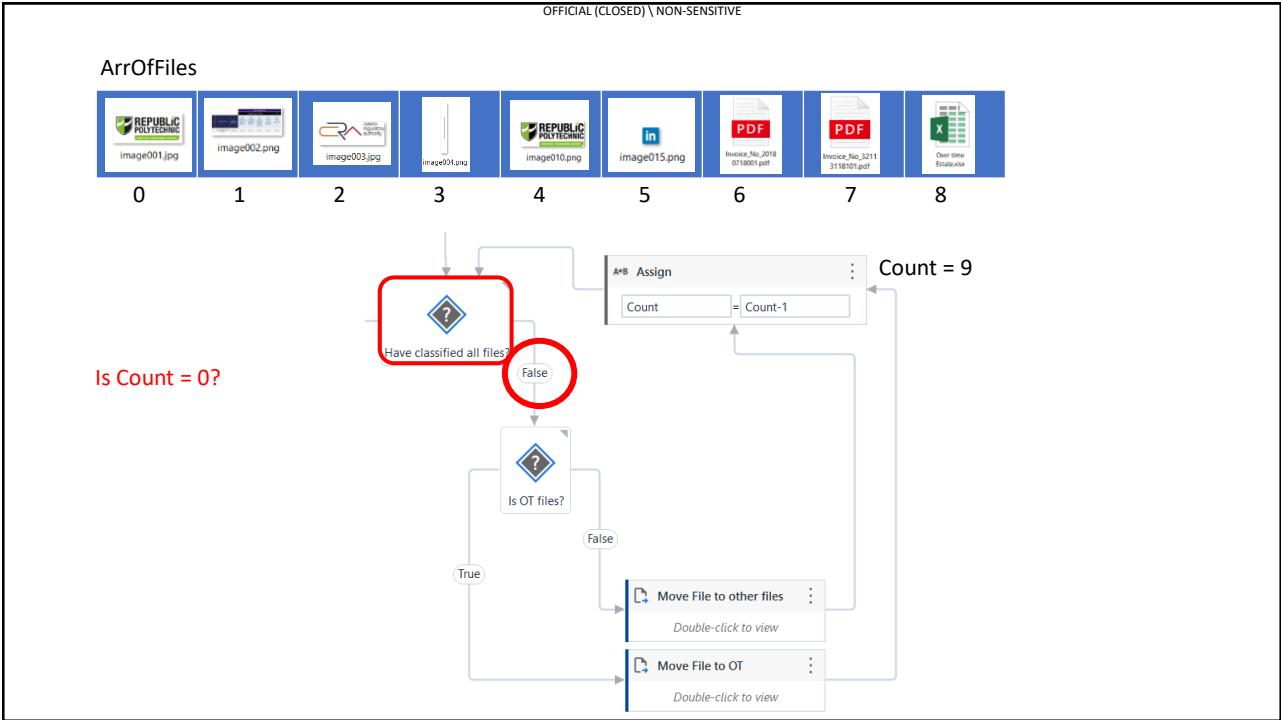 OFFICIAL (CLOSED) \ NON-SENSITIVE
ArrOfFiles
REPUBLIC
POLYTECHNIC
image001.jpg
image002.png
image003.jpg
image004.png
REPUBLIC
POLYTECHNIC
image010.png
in
image015.png
PDF
Invoice_No_2018
0718001.pdf
PDF
Invoice_No_3211
3118101.pdf
X
Over time
Estate.xlsx
0 1 2 3 4 5 6 7 8
A+B Assign
Count = Count-1
Count = 9
?
Have classified all files?
Is Count = 0?
False
?
Is OT files?
False
True
Move File to other files
Double-click to view
Move File to OT
Double-click to view